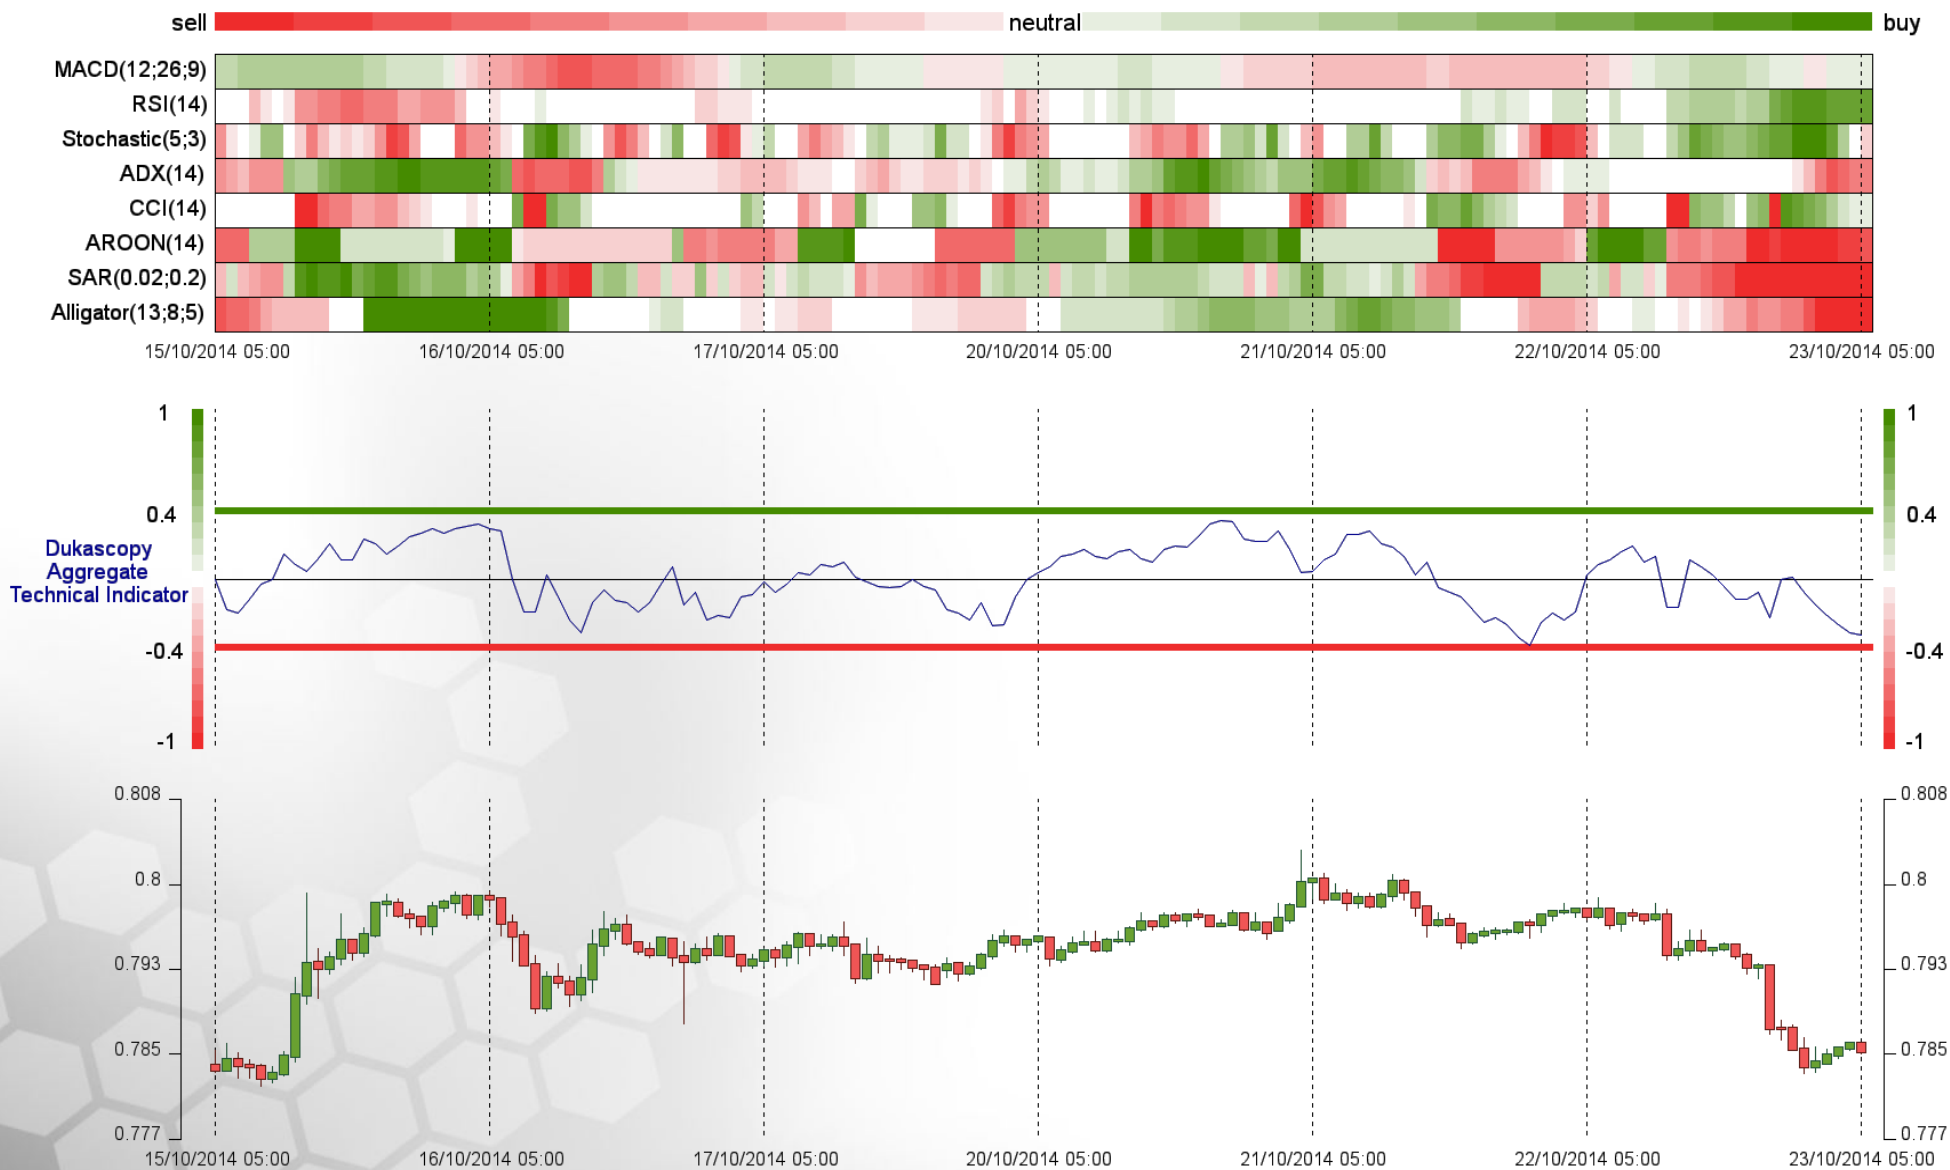 sell neutral buy
MACD(12;26;9)
RSI(14)
Stochastic(5;3)
ADX(14)
CCI(14)
AROON(14)
SAR(0.02;0.2)
Alligator(13;8;5)
15/10/2014 05:00 16/10/2014 05:00 17/10/2014 05:00 20/10/2014 05:00 21/10/2014 05:00 22/10/2014 05:00 23/10/2014 05:00
1 1
0.4 0.4
Dukascopy
Aggregate
Technical Indicator
-0.4 -0.4
-1 -1
0.808 0.808
0.8 0.8
0.793 0.793
0.785 0.785
0.777 0.777
15/10/2014 05:00 16/10/2014 05:00 17/10/2014 05:00 20/10/2014 05:00 21/10/2014 05:00 22/10/2014 05:00 23/10/2014 05:00